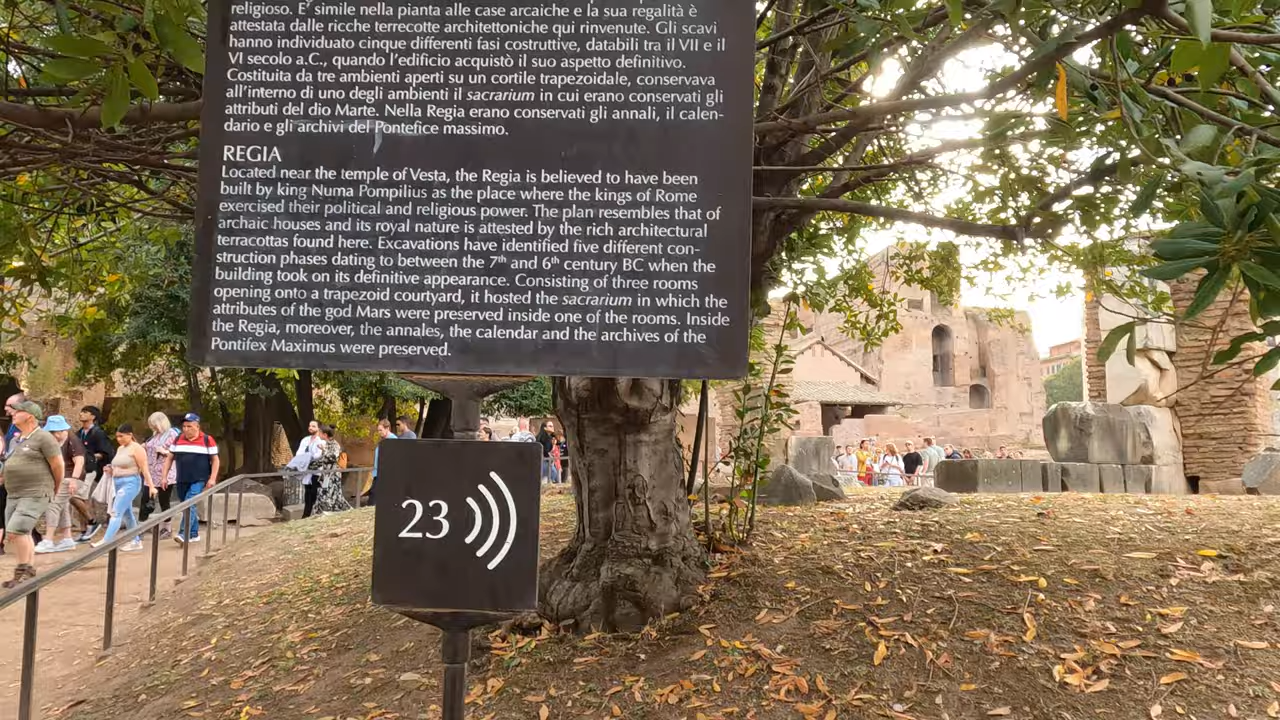 religioso. E' simile nella pianta alle case arcaiche e la sua regalità è
attestata dalle ricche terrecotte architettoniche qui rinvenute. Gli scavi
hanno individuato cinque differenti fasi costruttive, databili tra il VII e il
VI secolo a.C., quando l'edificio acquistò il suo aspetto definitivo.
Costituita da tre ambienti aperti su un cortile trapezoidale, conservava
all'interno di uno degli ambienti il sacrarium in cui erano conservati gli
attributi del dio Marte. Nella Regia erano conservati gli annali, il calen-
dario e gli archivi del Pontefice massimo.
REGIA
Located near the temple of Vesta, the Regia is believed to have been
built by king Numa Pompilius as the place where the kings of Rome
exercised their political and religious power. The plan resembles that of
archaic houses and its royal nature is attested by the rich architectural
terracottas found here. Excavations have identified five different con-
struction phases dating to between the 7th and 6th century BC when the
building took on its definitive appearance. Consisting of three rooms
opening onto a trapezoid courtyard, it hosted the sacrarium in which the
attributes of the god Mars were preserved inside one of the rooms. Inside
the Regia, moreover, the annales, the calendar and the archives of the
Pontifex Maximus were preserved.
23